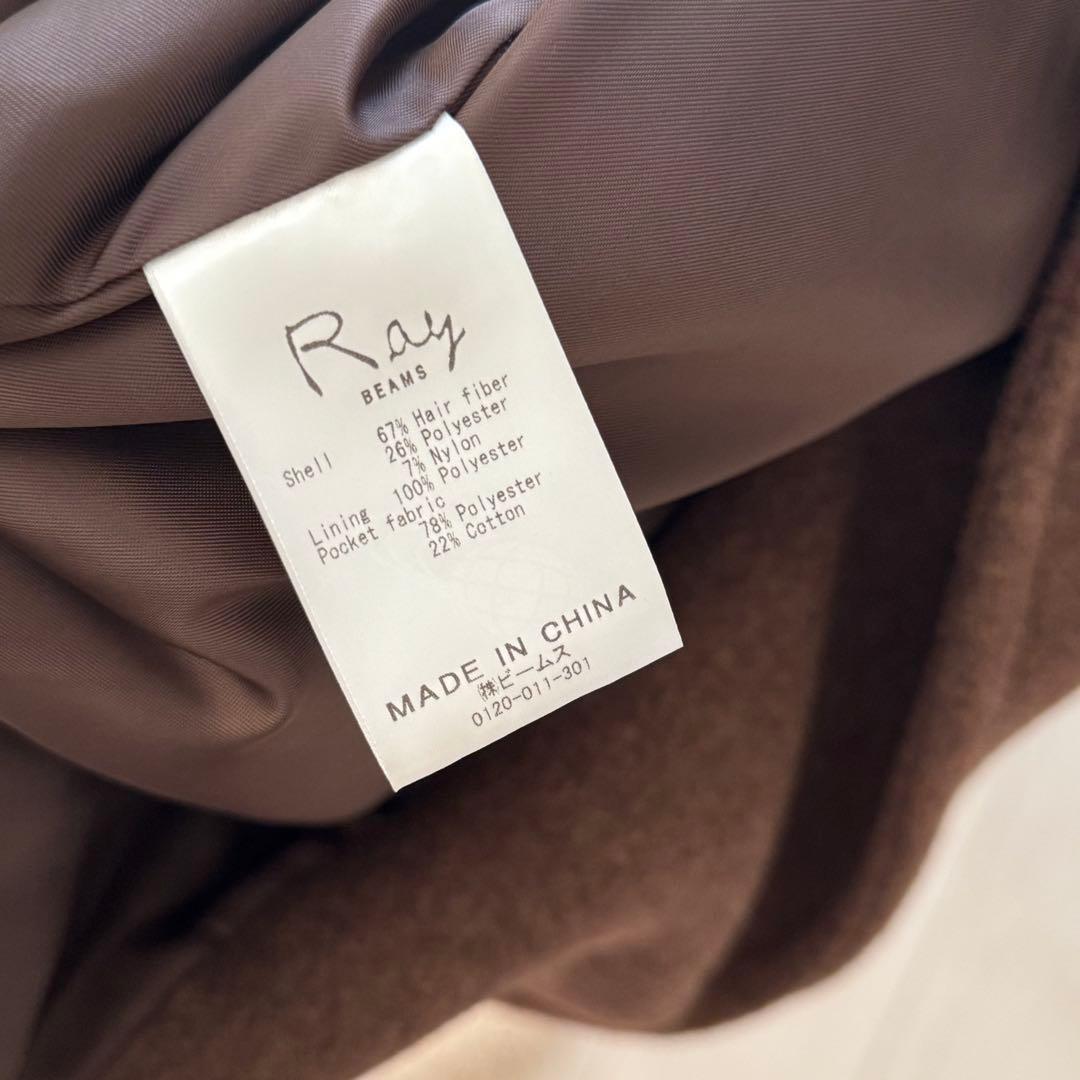 Ray
BEAMS
67% Hair fiber
Shell 26% Polyester
7% Nylon
Lining 100% Polyester
Pocket fabric
78% Polyester
22% Cotton
MADE IN CHINA
㈱ビームス
0120-011-301